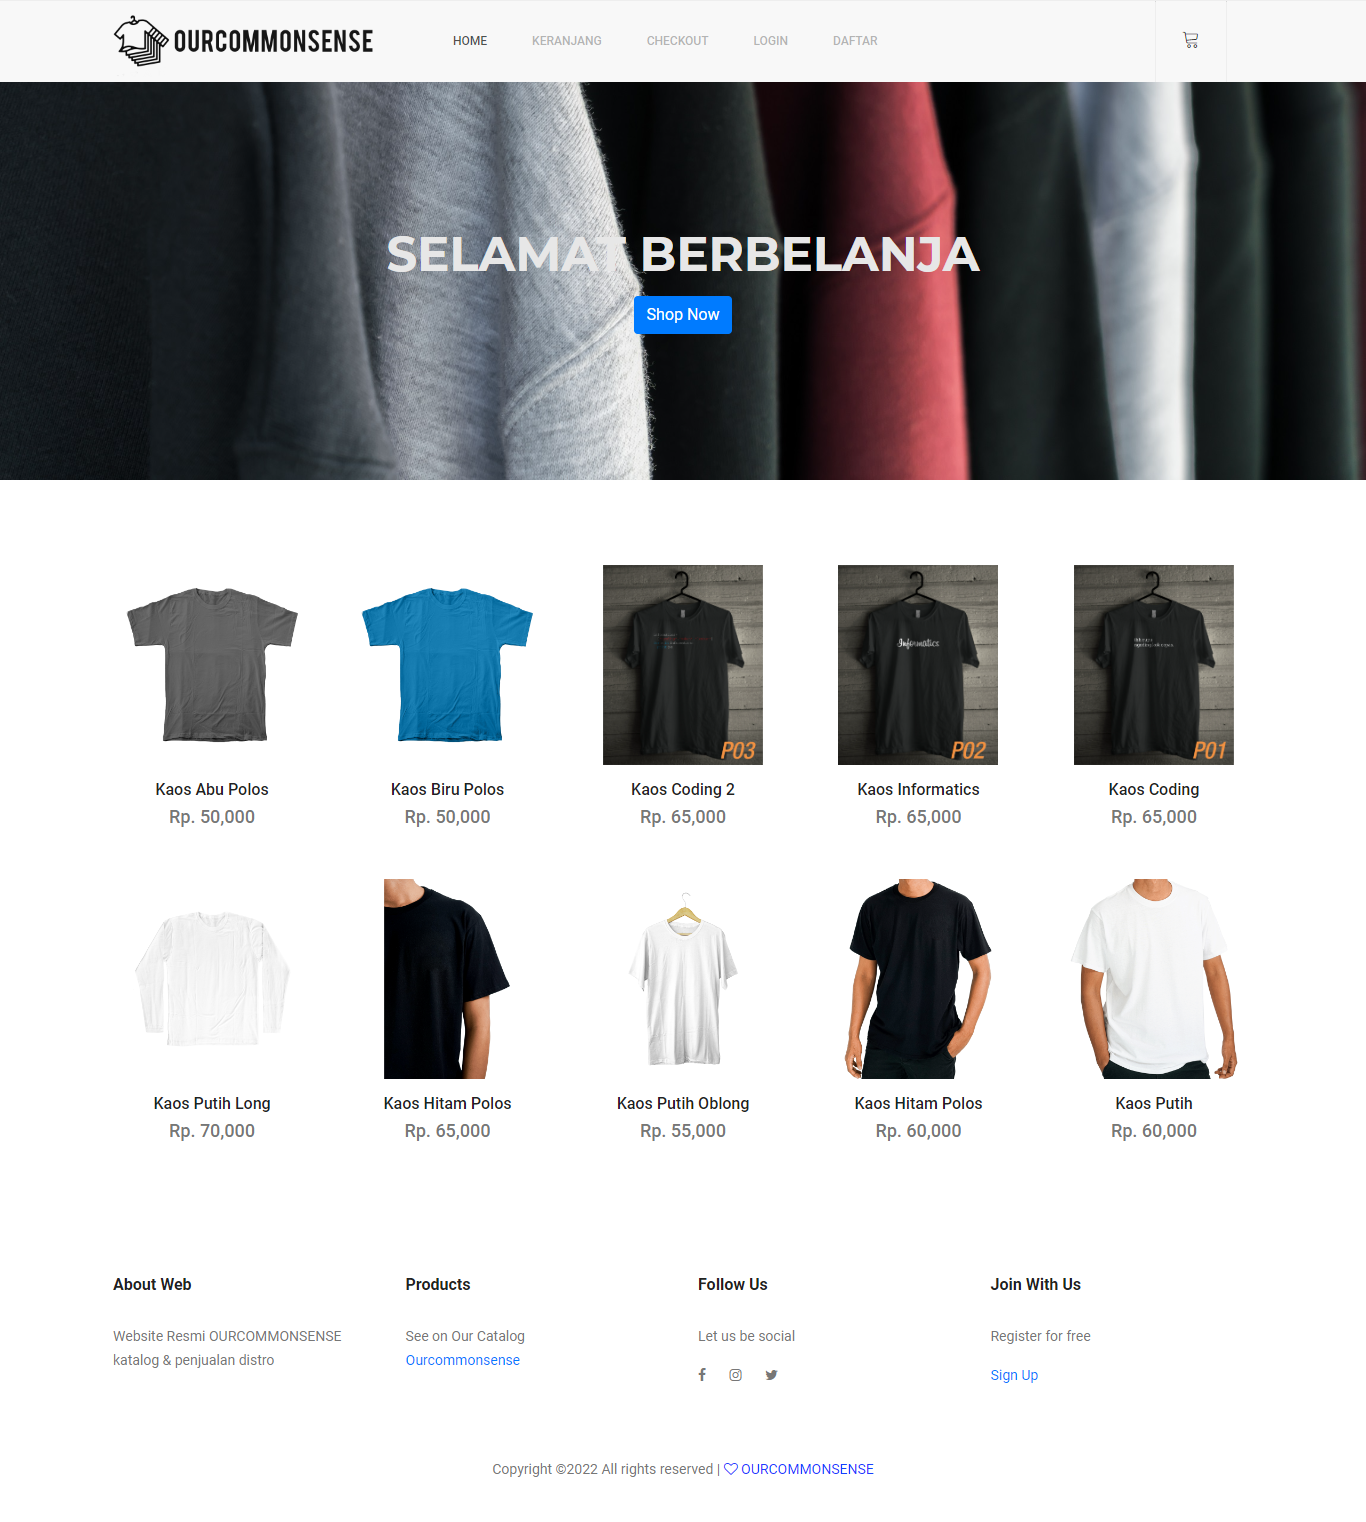 OURCOMMONSENSE
HOME KERANJANG CHECKOUT LOGIN DAFTAR
SELAMAT BERBELANJA
Shop Now
P03
Informatics
P02
P01
Kaos Abu Polos
Rp. 50,000
Kaos Biru Polos
Rp. 50,000
Kaos Coding 2
Rp. 65,000
Kaos Informatics
Rp. 65,000
Kaos Coding
Rp. 65,000
Kaos Putih Long
Rp. 70,000
Kaos Hitam Polos
Rp. 65,000
Kaos Putih Oblong
Rp. 55,000
Kaos Hitam Polos
Rp. 60,000
Kaos Putih
Rp. 60,000
About Web
Website Resmi OURCOMMONSENSE
katalog & penjualan distro
Products
See on Our Catalog
Ourcommonsense
Follow Us
Let us be social
Join With Us
Register for free
Sign Up
Copyright ©2022 All rights reserved | ♡ OURCOMMONSENSE